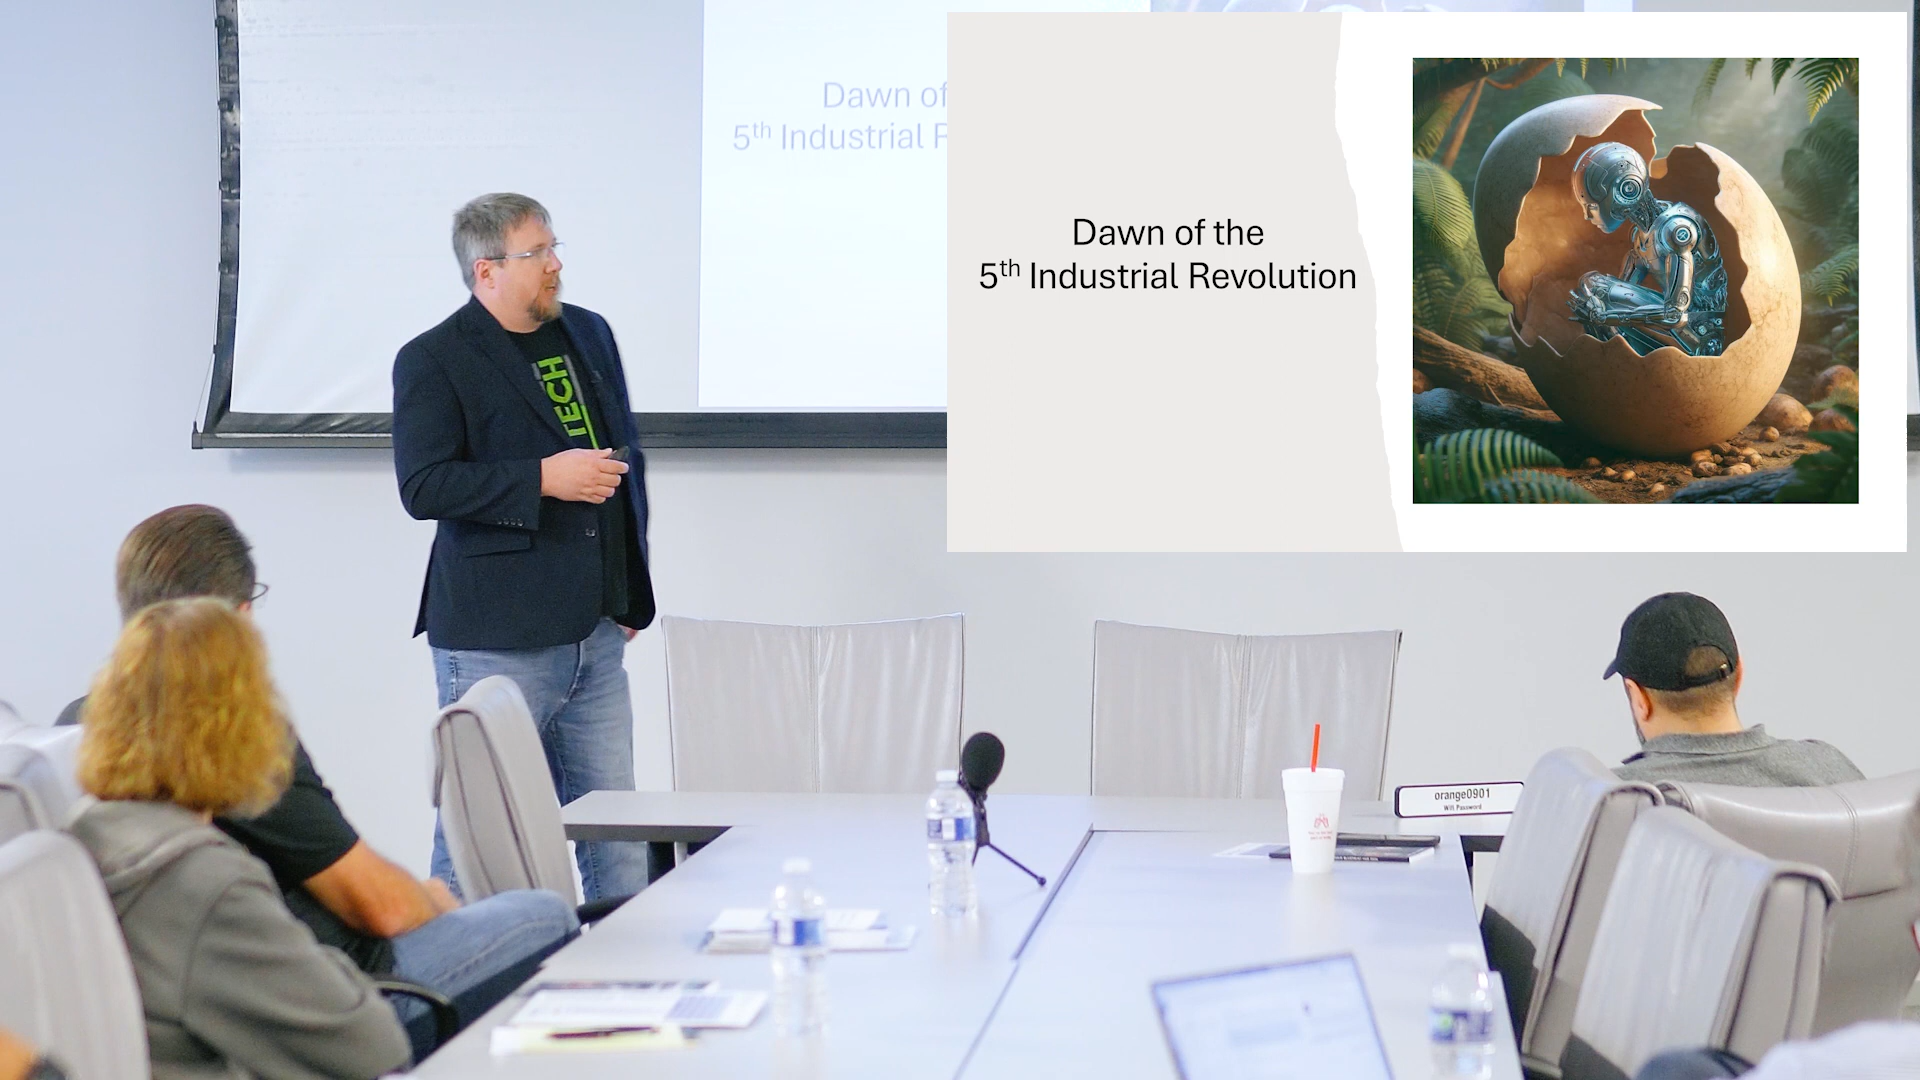 Dawn of
5th Industrial R
Dawn of the
5th Industrial Revolution
TECH
orange0901
Wifi Password